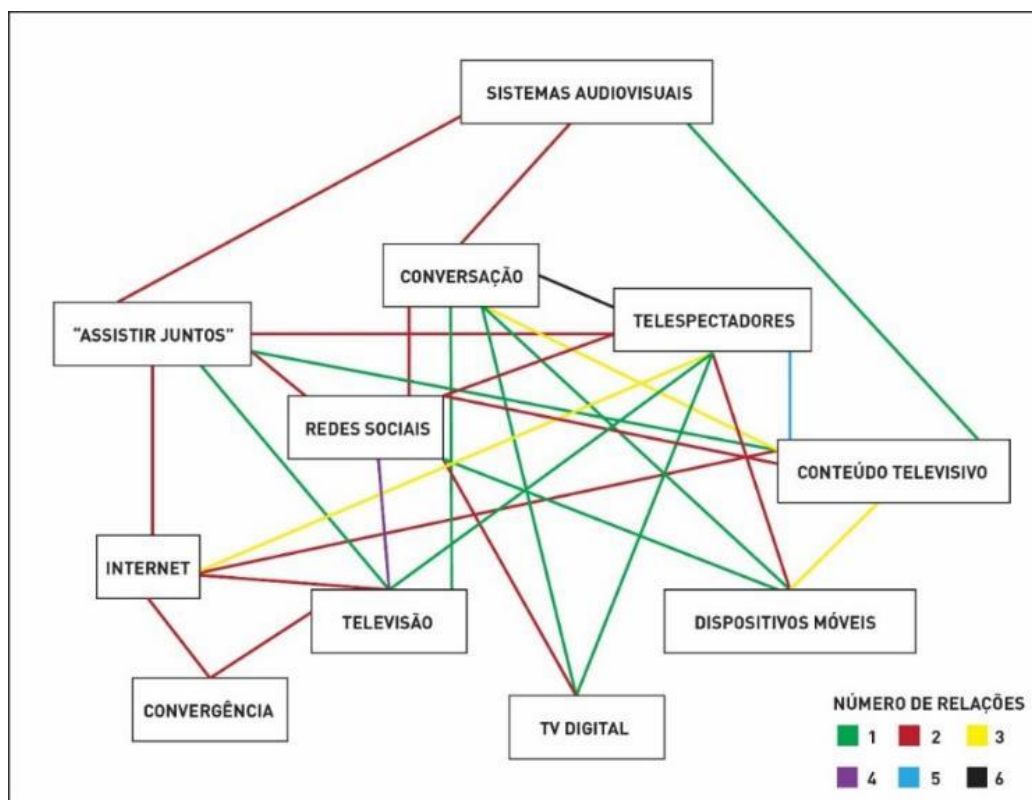 SISTEMAS AUDIOVISUAIS
CONVERSAÇÃO
TELESPECTADORES
"ASSISTIR JUNTOS"
REDES SOCIAIS
CONTEÚDO TELEVISIVO
INTERNET
TELEVISÃO
DISPOSITIVOS MÓVEIS
CONVERGÊNCIA
TV DIGITAL
NÚMERO DE RELAÇÕES
1 2 3
4 5 6